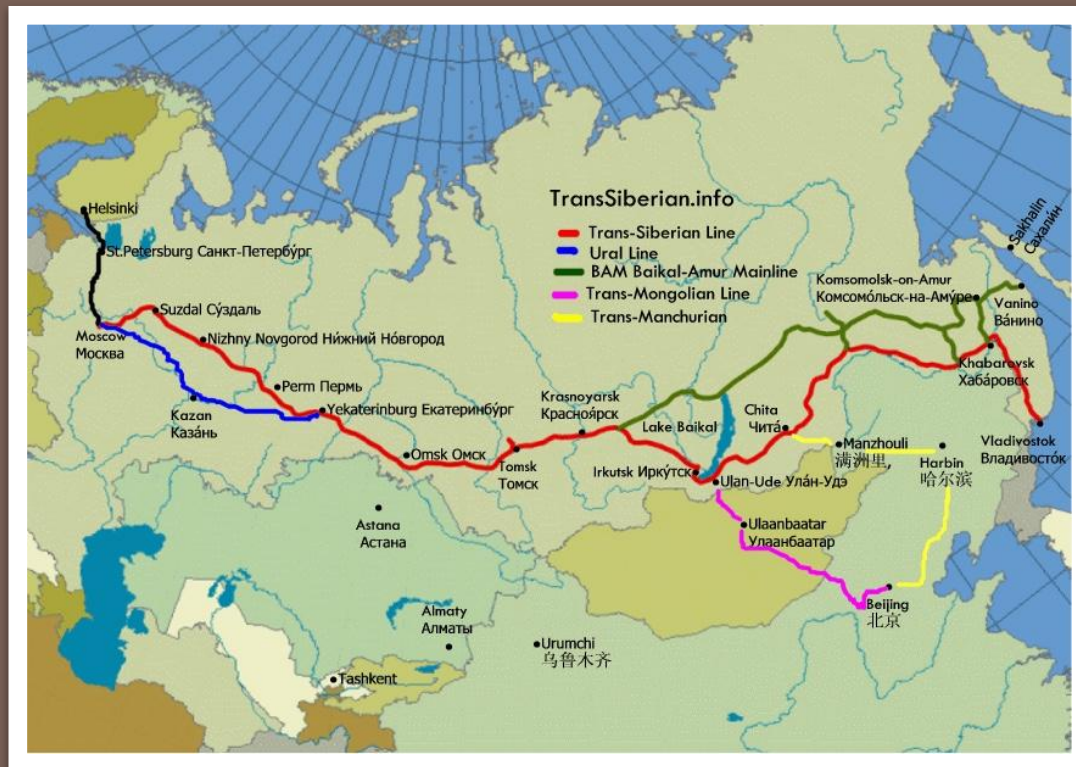 TransSiberian.info
Trans-Siberian Line
Ural Line
BAM Baikal-Amur Mainline
Trans-Mongolian Line
Trans-Manchurian
Helsinki
St.Petersburg Санкт-Петербу́рг
Suzdal Су́здаль
Moscow
Москва
Nizhny Novgorod Ни́жний Но́вгород
Perm Пермь
Kazan
Каза́нь
Yekaterinburg Екатеринбу́рг
Omsk Омск
Tomsk
Томск
Krasnoyarsk
Красноя́рск
Lake Baikal
Irkutsk Ирку́тск
Ulan-Ude Ула́н-Удэ
Chita
Чита́
Manzhouli
满洲里,
Harbin
哈尔滨
Komsomolsk-on-Amur
Комсомо́льск-на-Аму́ре
Sakhalin
Сахали́н
Vanino
Ва́нино
Khabarovsk
Хаба́ровск
Vladivostok
Владивосто́к
Ulaanbaatar
Улаанбаатар
Beijing
北京
Astana
Астана
Almaty
Алматы
Urumchi
乌鲁木齐
Tashkent